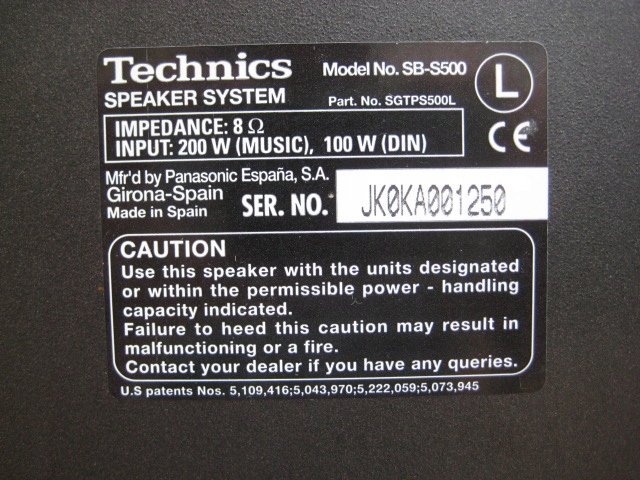 Technics
Model No. SB-S500
L
SPEAKER SYSTEM
Part. No. SGTPS500L
IMPEDANCE: 8 Ω
INPUT: 200 W (MUSIC), 100 W (DIN)
CE
Mfr'd by Panasonic España, S.A.
Girona-Spain
Made in Spain
SER. NO.
JK0KA001250
CAUTION
Use this speaker with the units designated
or within the permissible power - handling
capacity indicated.
Failure to heed this caution may result in
malfunctioning or a fire.
Contact your dealer if you have any queries.
U.S patents Nos. 5,109,416;5,043,970;5,222,059;5,073,945